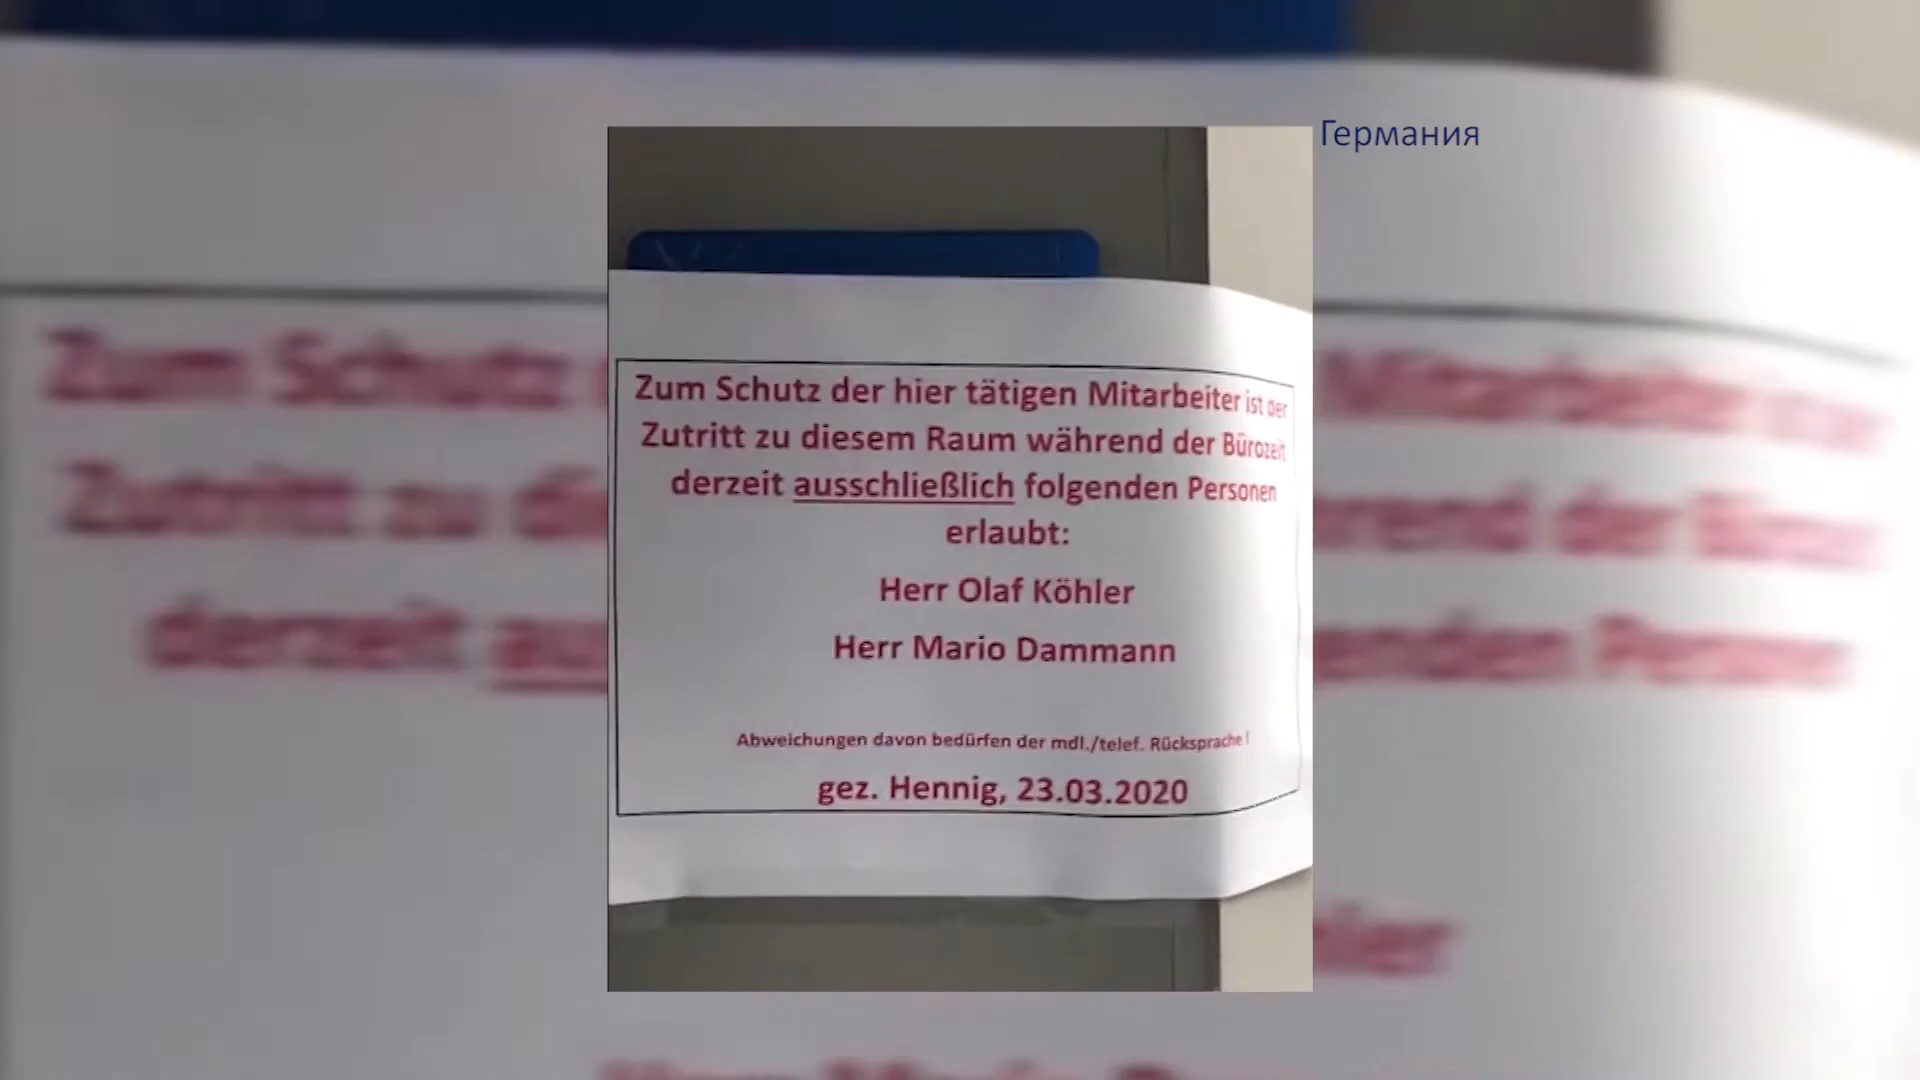 Германия
Zum Schutz der hier tätigen Mitarbeiter ist der
Zutritt zu diesem Raum während der Bürozeit
derzeit ausschließlich folgenden Personen
erlaubt:
Herr Olaf Köhler
Herr Mario Dammann
Abweichungen davon bedürfen der mdl./telef. Rücksprache!
gez. Hennig, 23.03.2020